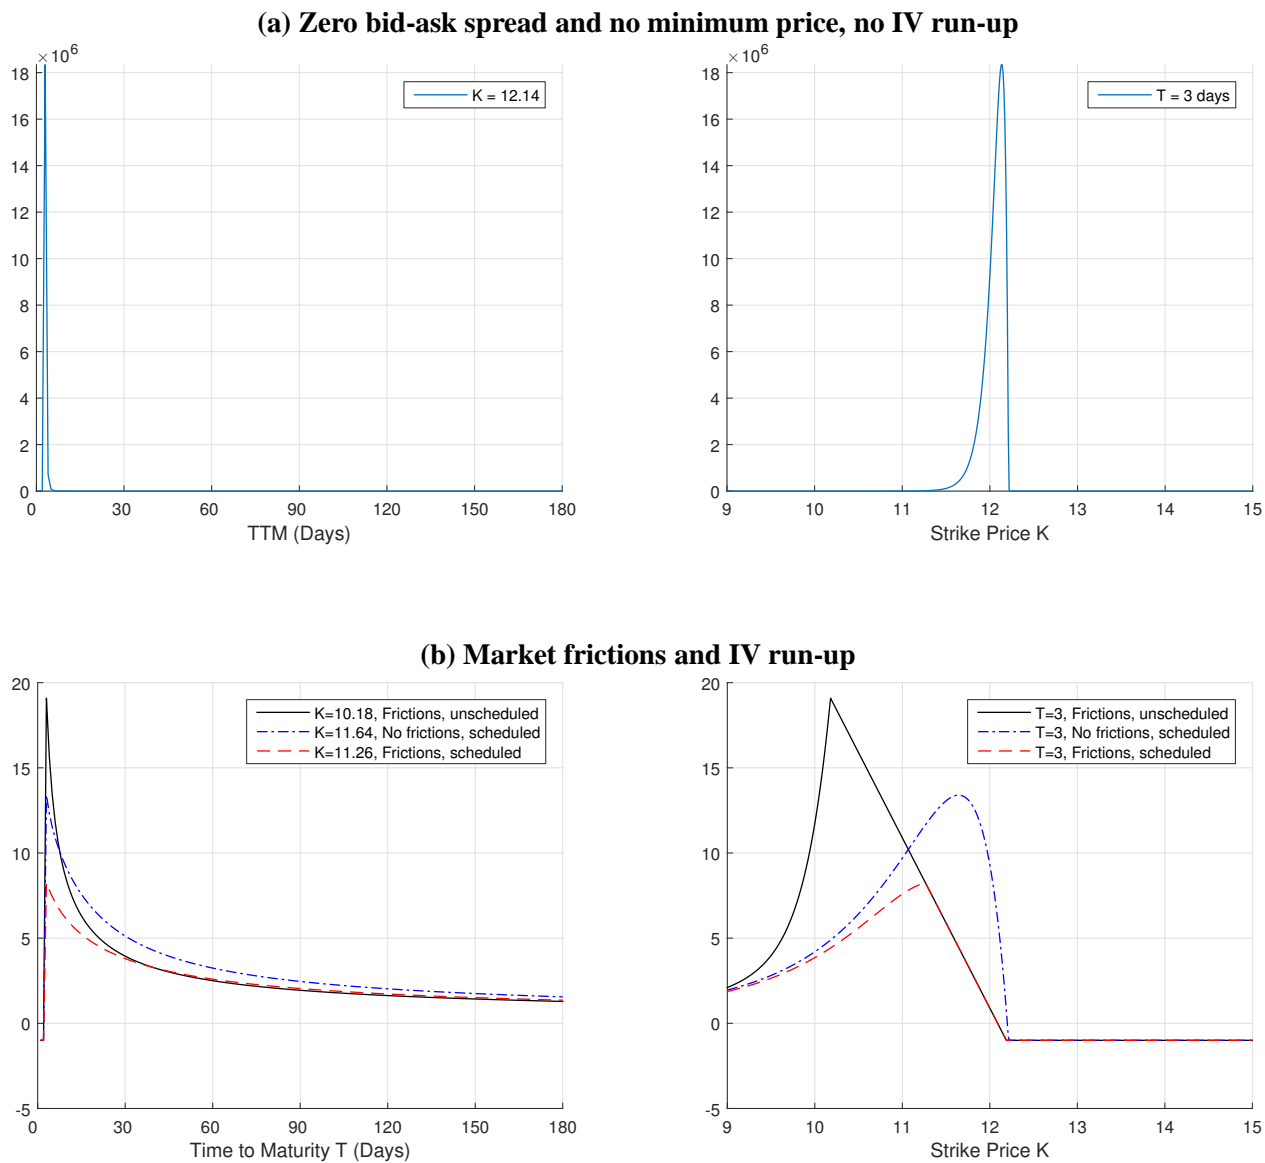 (a) Zero bid-ask spread and no minimum price, no IV run-up
×10⁶
18
16
14
12
10
8
6
4
2
0
K = 12.14
0 30 60 90 120 150 180
TTM (Days)
×10⁶
18
16
14
12
10
8
6
4
2
0
T = 3 days
9 10 11 12 13 14 15
Strike Price K
(b) Market frictions and IV run-up
20
15
10
5
0
-5
K=10.18, Frictions, unscheduled
K=11.64, No frictions, scheduled
K=11.26, Frictions, scheduled
0 30 60 90 120 150 180
Time to Maturity T (Days)
20
15
10
5
0
-5
T=3, Frictions, unscheduled
T=3, No frictions, scheduled
T=3, Frictions, scheduled
9 10 11 12 13 14 15
Strike Price K